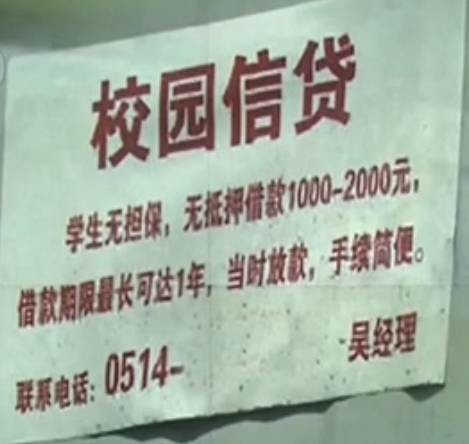 校园信贷
学生无担保，无抵押借款1000-2000元，
借款期限最长可达1年，当时放款，手续简便。
吴经理
联系电话：0514-